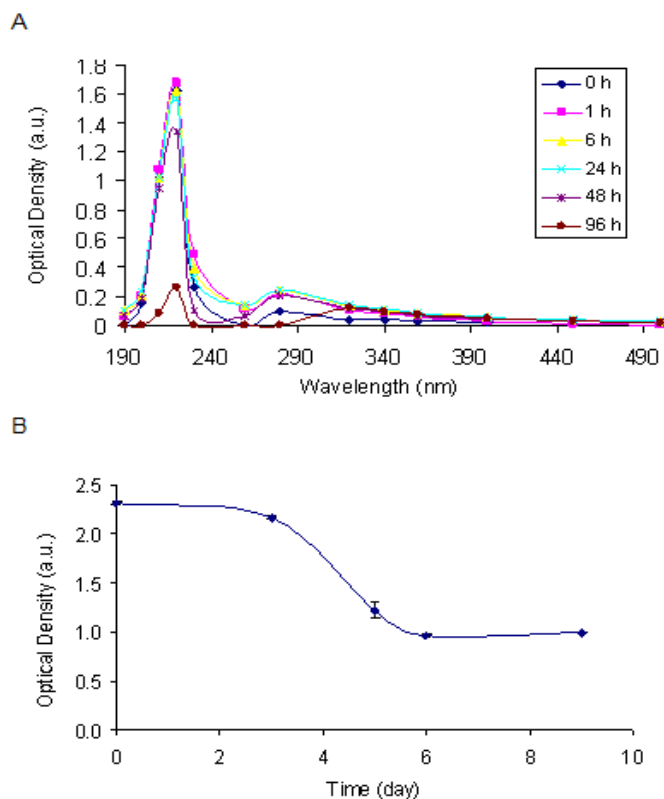 A
1.8
1.6
1.4
1.2
1
0.8
0.6
0.4
0.2
0
Optical Density (a.u.)
0 h
1 h
6 h
24 h
48 h
96 h
190 240 290 340 390 440 490
Wavelength (nm)
B
2.5
2.0
1.5
1.0
0.5
0.0
Optical Density (a.u.)
0 2 4 6 8 10
Time (day)